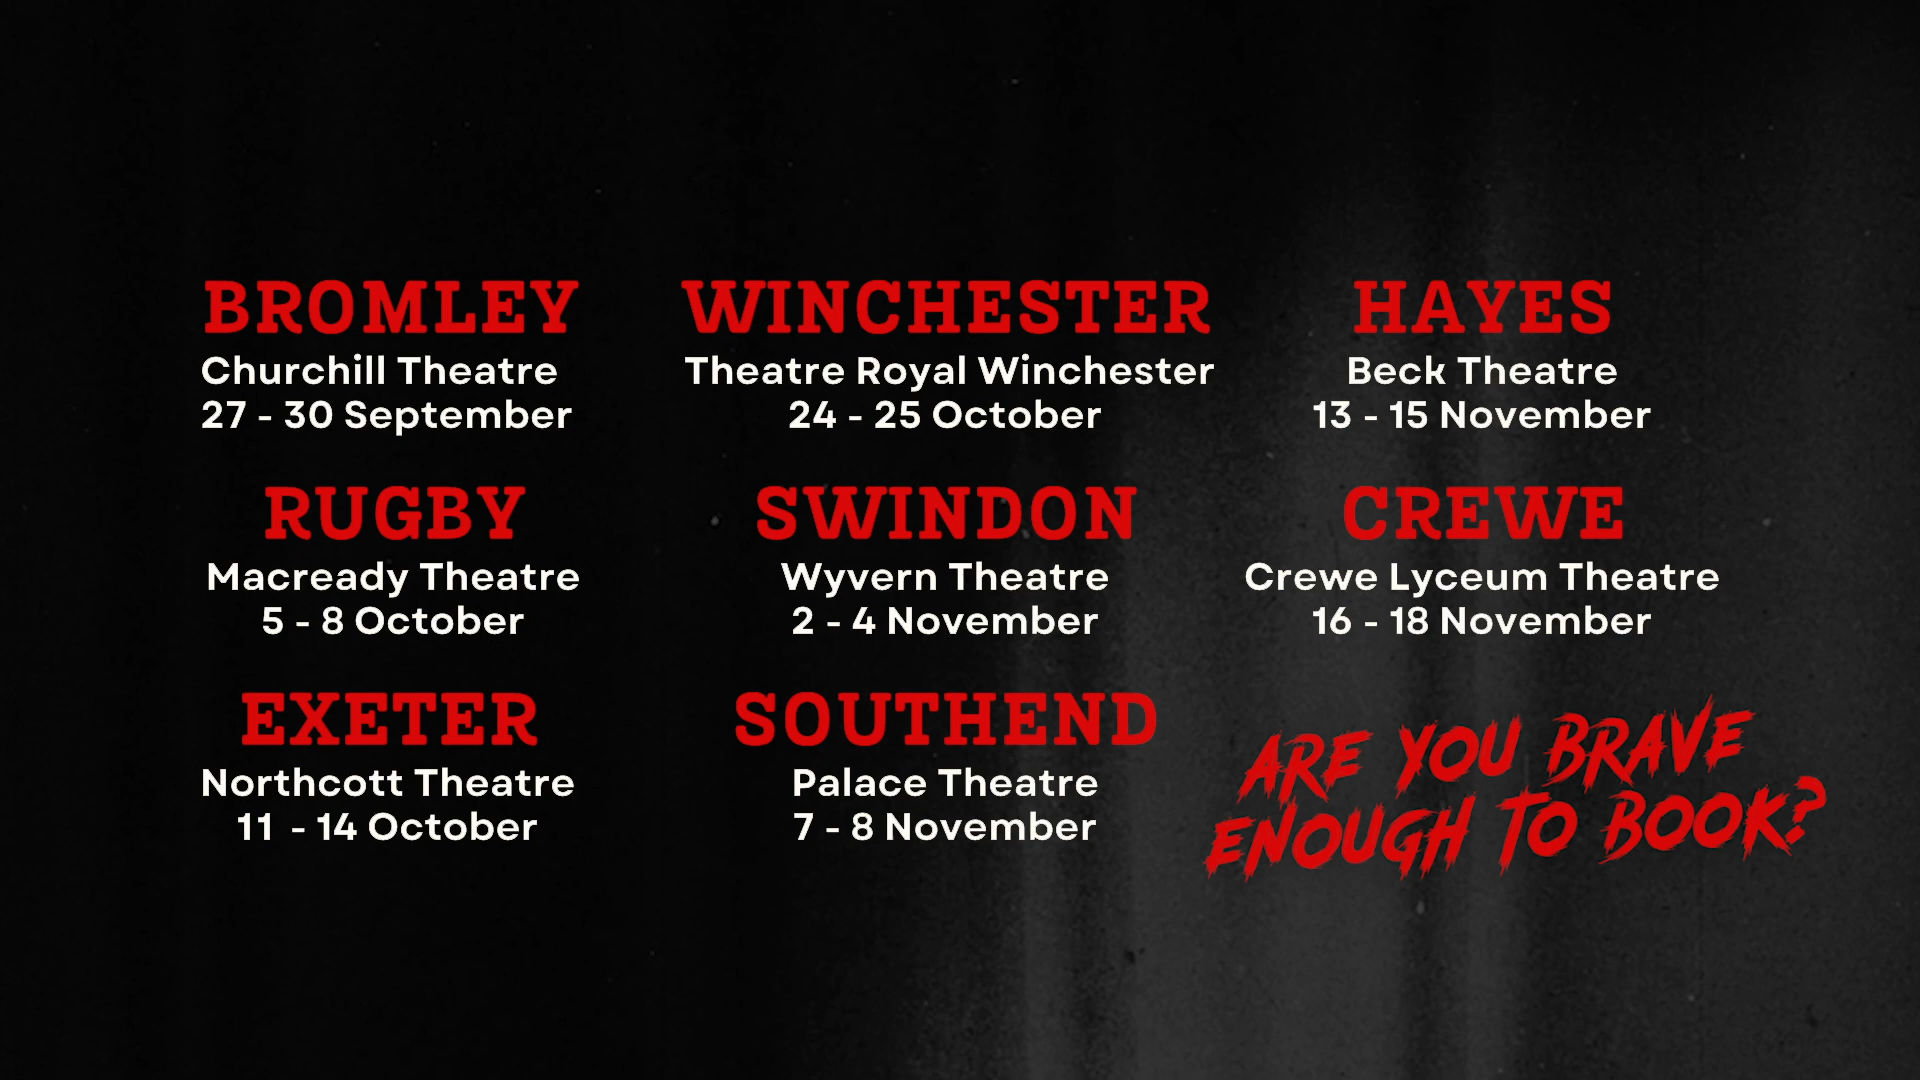 BROMLEY
Churchill Theatre
27 - 30 September
RUGBY
Macready Theatre
5 - 8 October
EXETER
Northcott Theatre
11 - 14 October
WINCHESTER
Theatre Royal Winchester
24 - 25 October
SWINDON
Wyvern Theatre
2 - 4 November
SOUTHEND
Palace Theatre
7 - 8 November
HAYES
Beck Theatre
13 - 15 November
CREWE
Crewe Lyceum Theatre
16 - 18 November
ARE YOU BRAVE
ENOUGH TO BOOK?